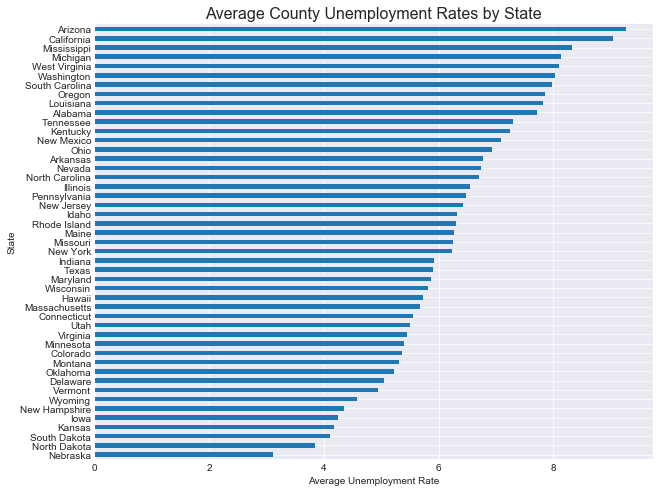 Average County Unemployment Rates by State
Arizona
California
Mississippi
Michigan
West Virginia
Washington
South Carolina
Oregon
Louisiana
Alabama
Tennessee
Kentucky
New Mexico
Ohio
Arkansas
Nevada
North Carolina
Illinois
Pennsylvania
New Jersey
Idaho
Rhode Island
Maine
Missouri
New York
Indiana
Texas
Maryland
Wisconsin
Hawaii
Massachusetts
Connecticut
Utah
Virginia
Minnesota
Colorado
Montana
Oklahoma
Delaware
Vermont
Wyoming
New Hampshire
Iowa
Kansas
South Dakota
North Dakota
Nebraska
State
0 2 4 6 8
Average Unemployment Rate